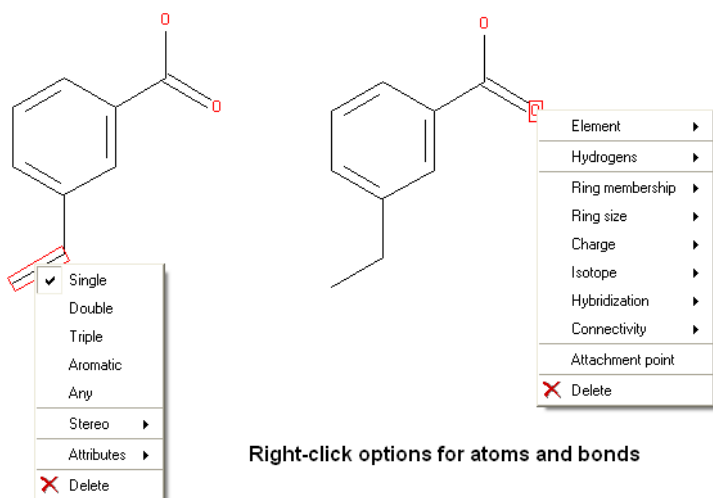 O
O
Single
Double
Triple
Aromatic
Any
Stereo
Attributes
Delete
O
O
Element
Hydrogens
Ring membership
Ring size
Charge
Isotope
Hybridization
Connectivity
Attachment point
Delete
Right-click options for atoms and bonds